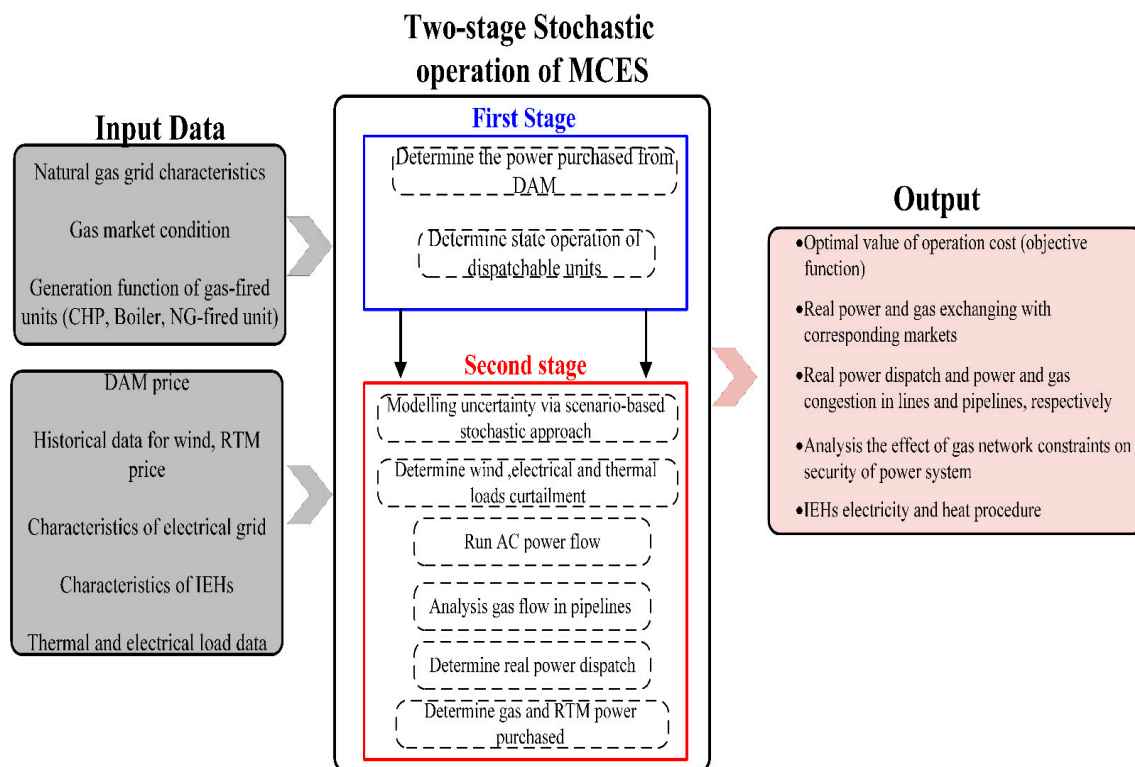 Two-stage Stochastic
operation of MCES
Input Data
Natural gas grid characteristics
Gas market condition
Generation function of gas-fired
units (CHP, Boiler, NG-fired unit)
DAM price
Historical data for wind, RTM
price
Characteristics of electrical grid
Characteristics of IEHs
Thermal and electrical load data
First Stage
Determine the power purchased from
DAM
Determine state operation of
dispatchable units
Second stage
Modelling uncertainty via scenario-based
stochastic approach
Determine wind ,electrical and thermal
loads curtailment
Run AC power flow
Analysis gas flow in pipelines
Determine real power dispatch
Determine gas and RTM power
purchased
Output
•Optimal value of operation cost (objective
function)
•Real power and gas exchanging with
corresponding markets
•Real power dispatch and power and gas
congestion in lines and pipelines, respectively
•Analysis the effect of gas network constraints on
security of power system
•IEHs electricity and heat procedure